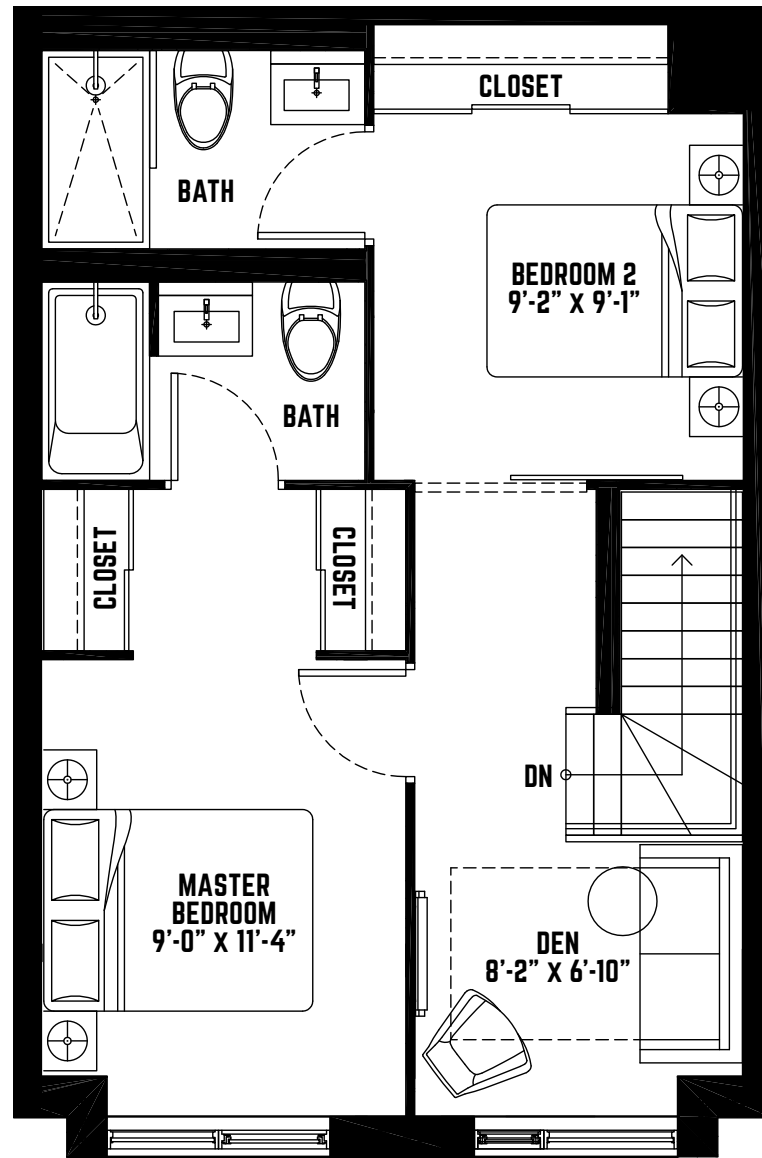 CLOSET
BATH
BEDROOM 2
9’-2” X 9’-1”
BATH
CLOSET
CLOSET
DN
MASTER
BEDROOM
9’-0” X 11’-4”
DEN
8’-2” X 6’-10”